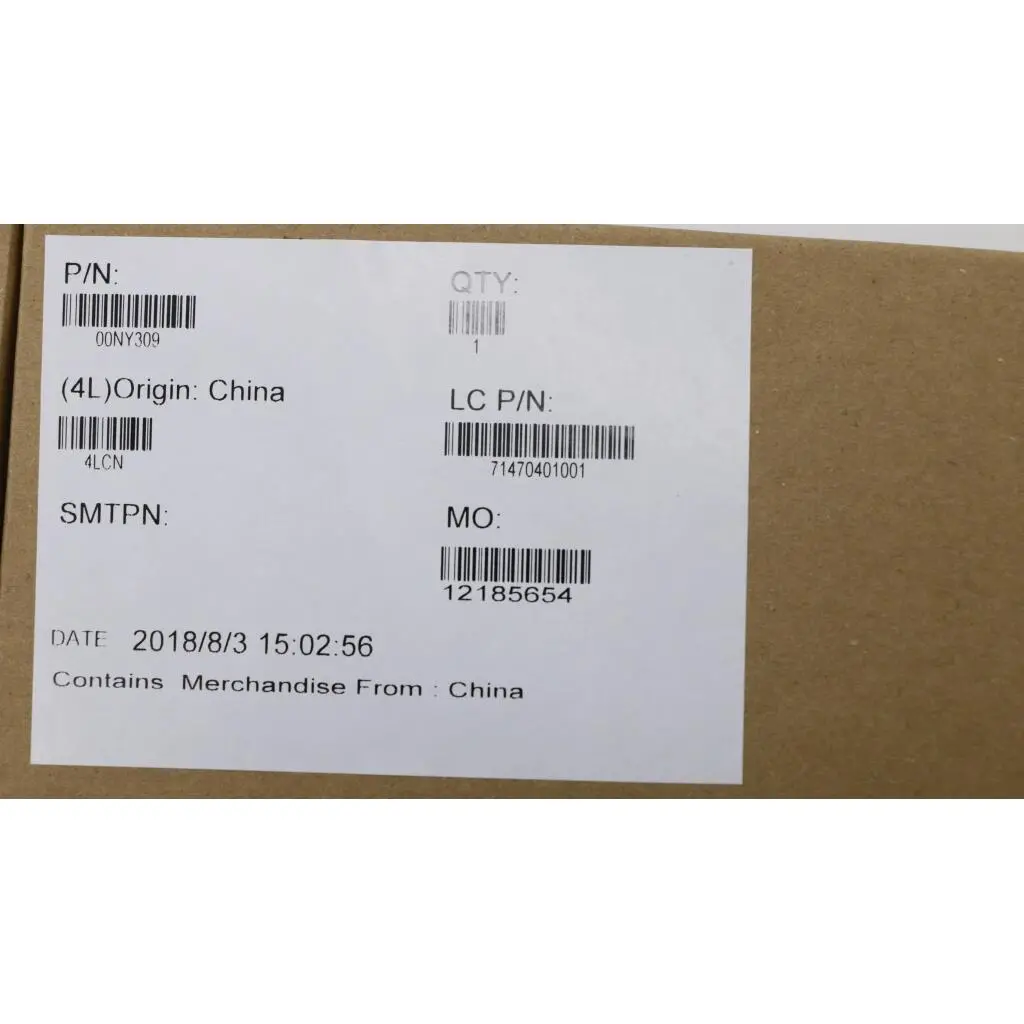 P/N:
00NY309
QTY:
1
(4L)Origin: China
4LCN
LC P/N:
71470401001
SMTPN:
MO:
12185654
DATE 2018/8/3 15:02:56
Contains Merchandise From : China